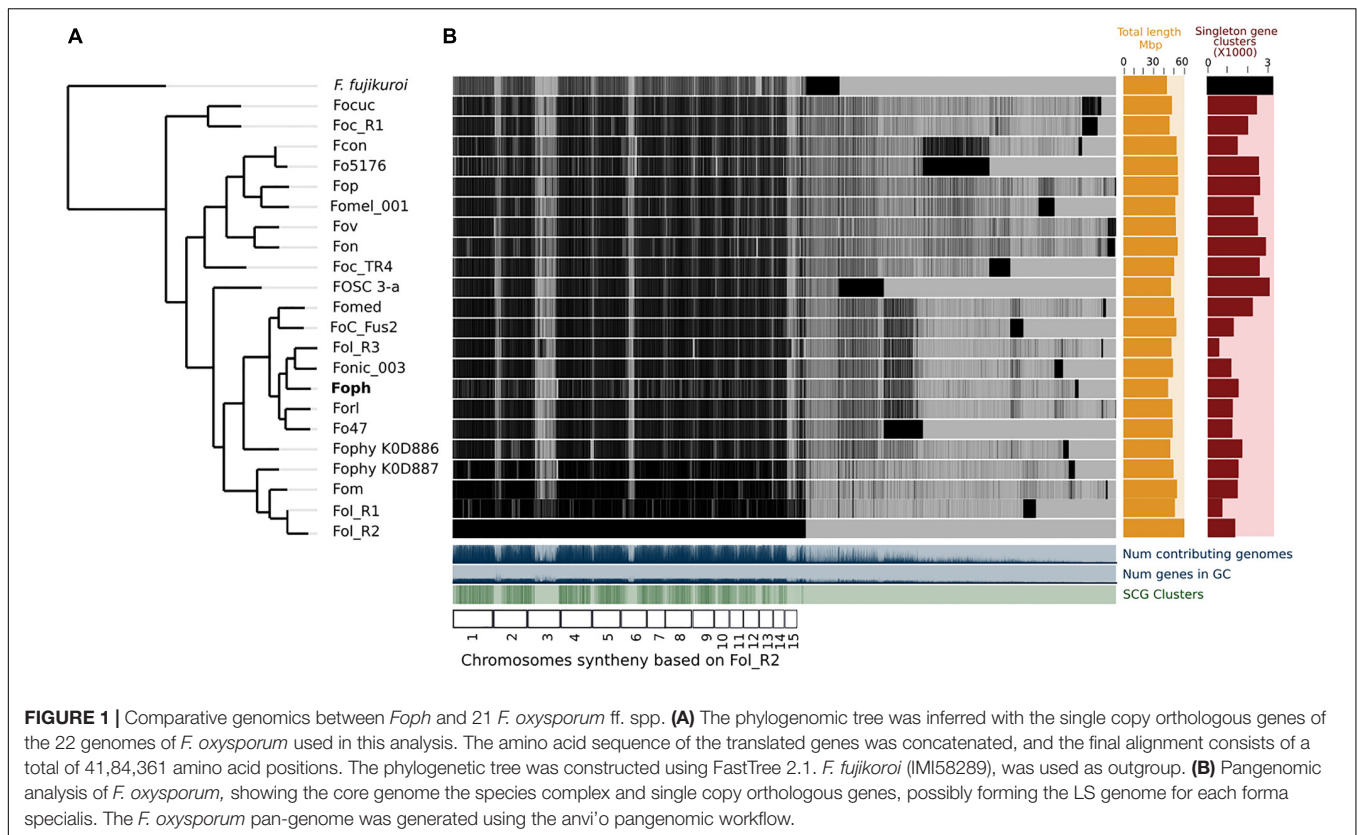 A
B
Total length
Mbp
0 30 60
Singleton gene
clusters
(X1000)
0 3
F. fujikuroi
Focuc
Foc_R1
Fcon
Fo5176
Fop
Fomel_001
Fov
Fon
Foc_TR4
FOSC 3-a
Fomed
FoC_Fus2
Fol_R3
Fonic_003
Foph
Forl
Fo47
Fophy K0D886
Fophy K0D887
Fom
Fol_R1
Fol_R2
Num contributing genomes
Num genes in GC
SCG Clusters
1 2 3 4 5 6 7 8 9 10 11 12 13 14 15
Chromosomes syntheny based on Fol_R2
FIGURE 1 | Comparative genomics between Foph and 21 F. oxysporum ff. spp. (A) The phylogenomic tree was inferred with the single copy orthologous genes of
the 22 genomes of F. oxysporum used in this analysis. The amino acid sequence of the translated genes was concatenated, and the final alignment consists of a
total of 41,84,361 amino acid positions. The phylogenetic tree was constructed using FastTree 2.1. F. fujikoroi (IMI58289), was used as outgroup. (B) Pangenomic
analysis of F. oxysporum, showing the core genome the species complex and single copy orthologous genes, possibly forming the LS genome for each forma
specialis. The F. oxysporum pan-genome was generated using the anvi'o pangenomic workflow.